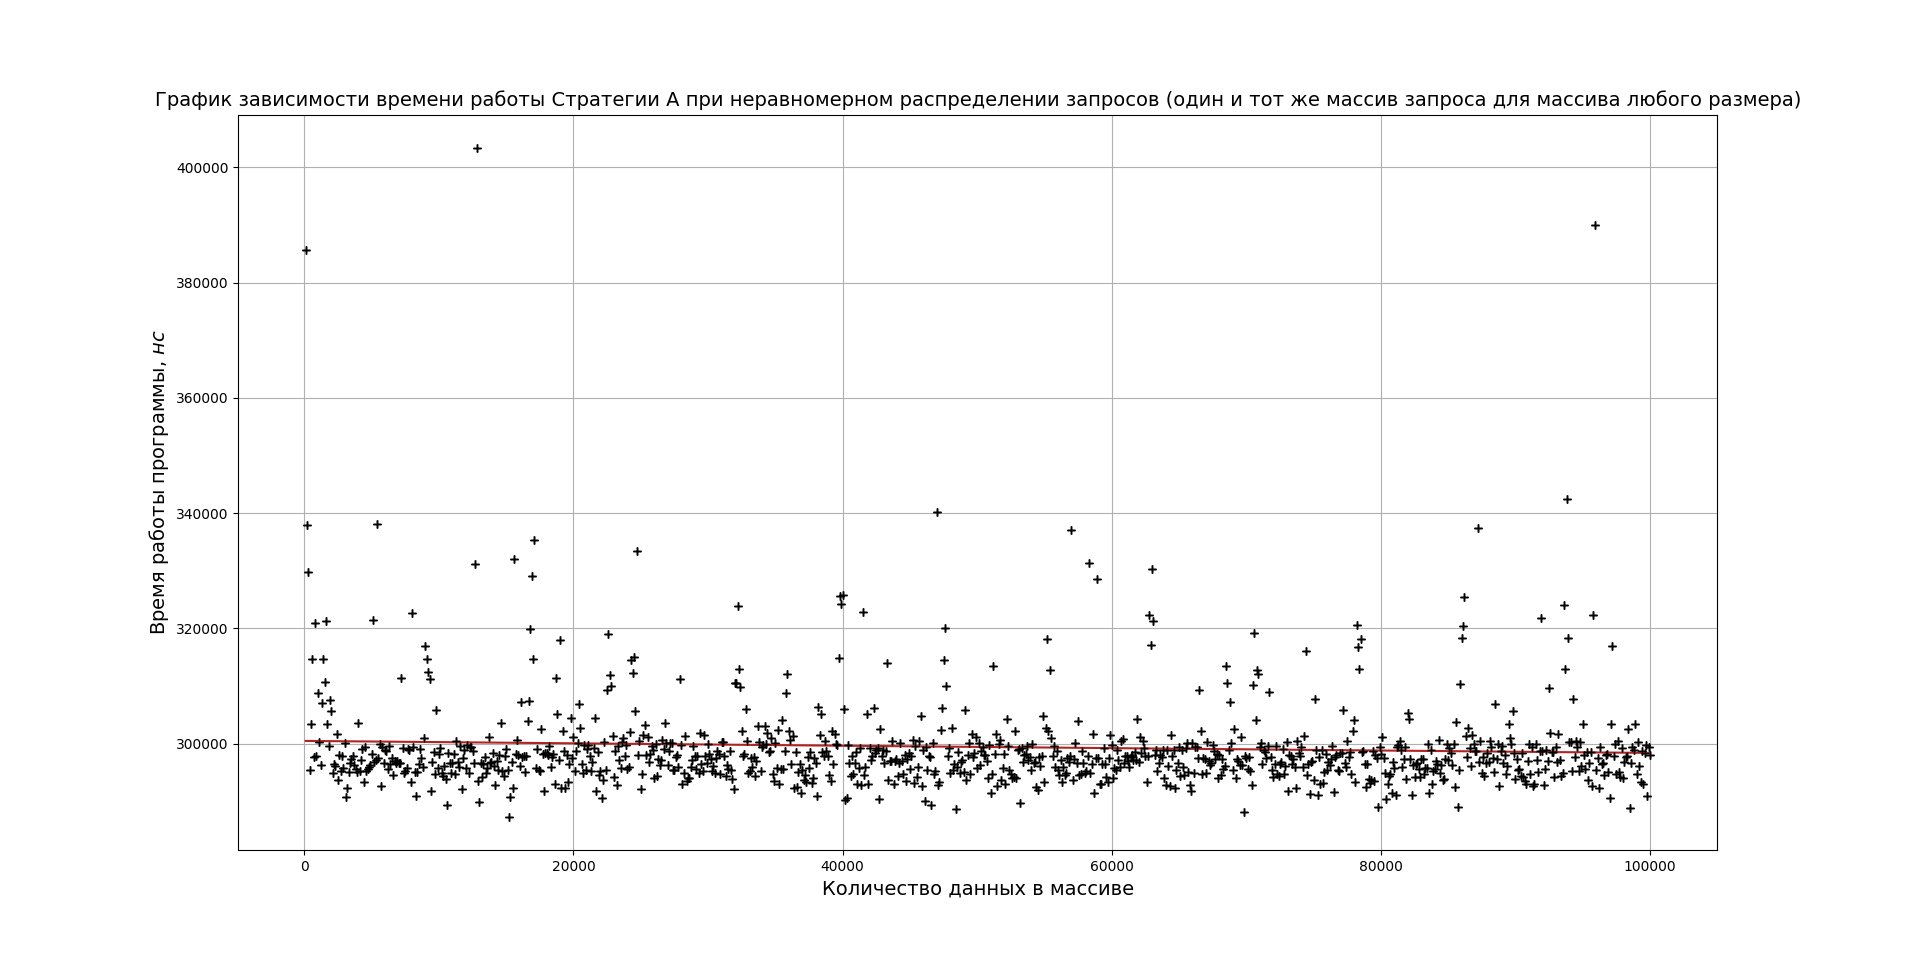 График зависимости времени работы Стратегии А при неравномерном распределении запросов (один и тот же массив запроса для массива любого размера)
400000
380000
360000
340000
320000
300000
Время работы программы, нс
0 20000 40000 60000 80000 100000
Количество данных в массиве